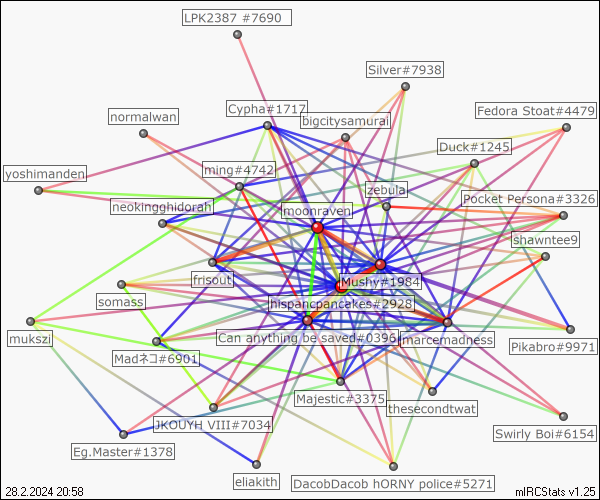 LPK2387 #7690
Silver#7938
Cypha#1717
bigcitysamurai
Fedora Stoat#4479
normalwan
Duck#1245
yoshimanden
ming#4742
zebula
Pocket Persona#3326
neokingghidorah
moonraven
shawntee9
frisout
Mushy#1984
somass
hispancpancakes#2928
mukszi
Madネコ#6901
Can anything be saved#0396
marcemadness
Pikabro#9971
Majestic#3375
thesecondtwat
JKOUYH VIII#7034
Swirly Boi#6154
Eg.Master#1378
eliakith
DacobDacob hORNY police#5271
28.2.2024 20:58
mIRCStats v1.25